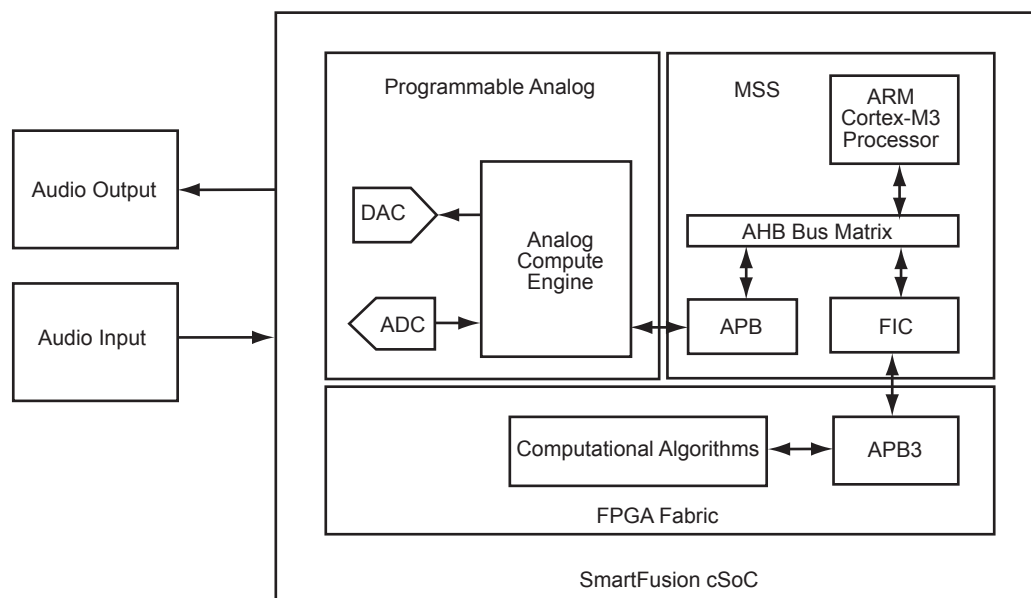 Programmable Analog
MSS
ARM
Cortex-M3
Processor
Audio Output
DAC
Analog
Compute
Engine
AHB Bus Matrix
Audio Input
ADC
APB
FIC
Computational Algorithms
APB3
FPGA Fabric
SmartFusion cSoC